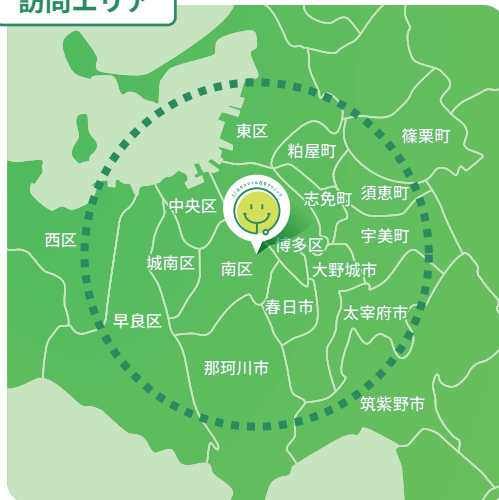 訪問エリア
東区
篠栗町
粕屋町
須恵町
志免町
中央区
宇美町
西区
博多区
城南区
南区
大野城市
春日市
太宰府市
早良区
那珂川市
筑紫野市